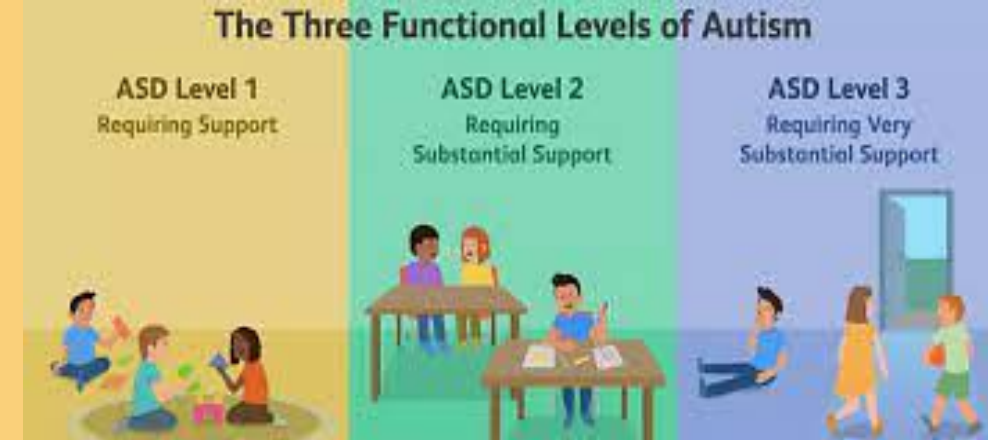 The Three Functional Levels of Autism
ASD Level 1
Requiring Support
ASD Level 2
Requiring
Substantial Support
ASD Level 3
Requiring Very
Substantial Support